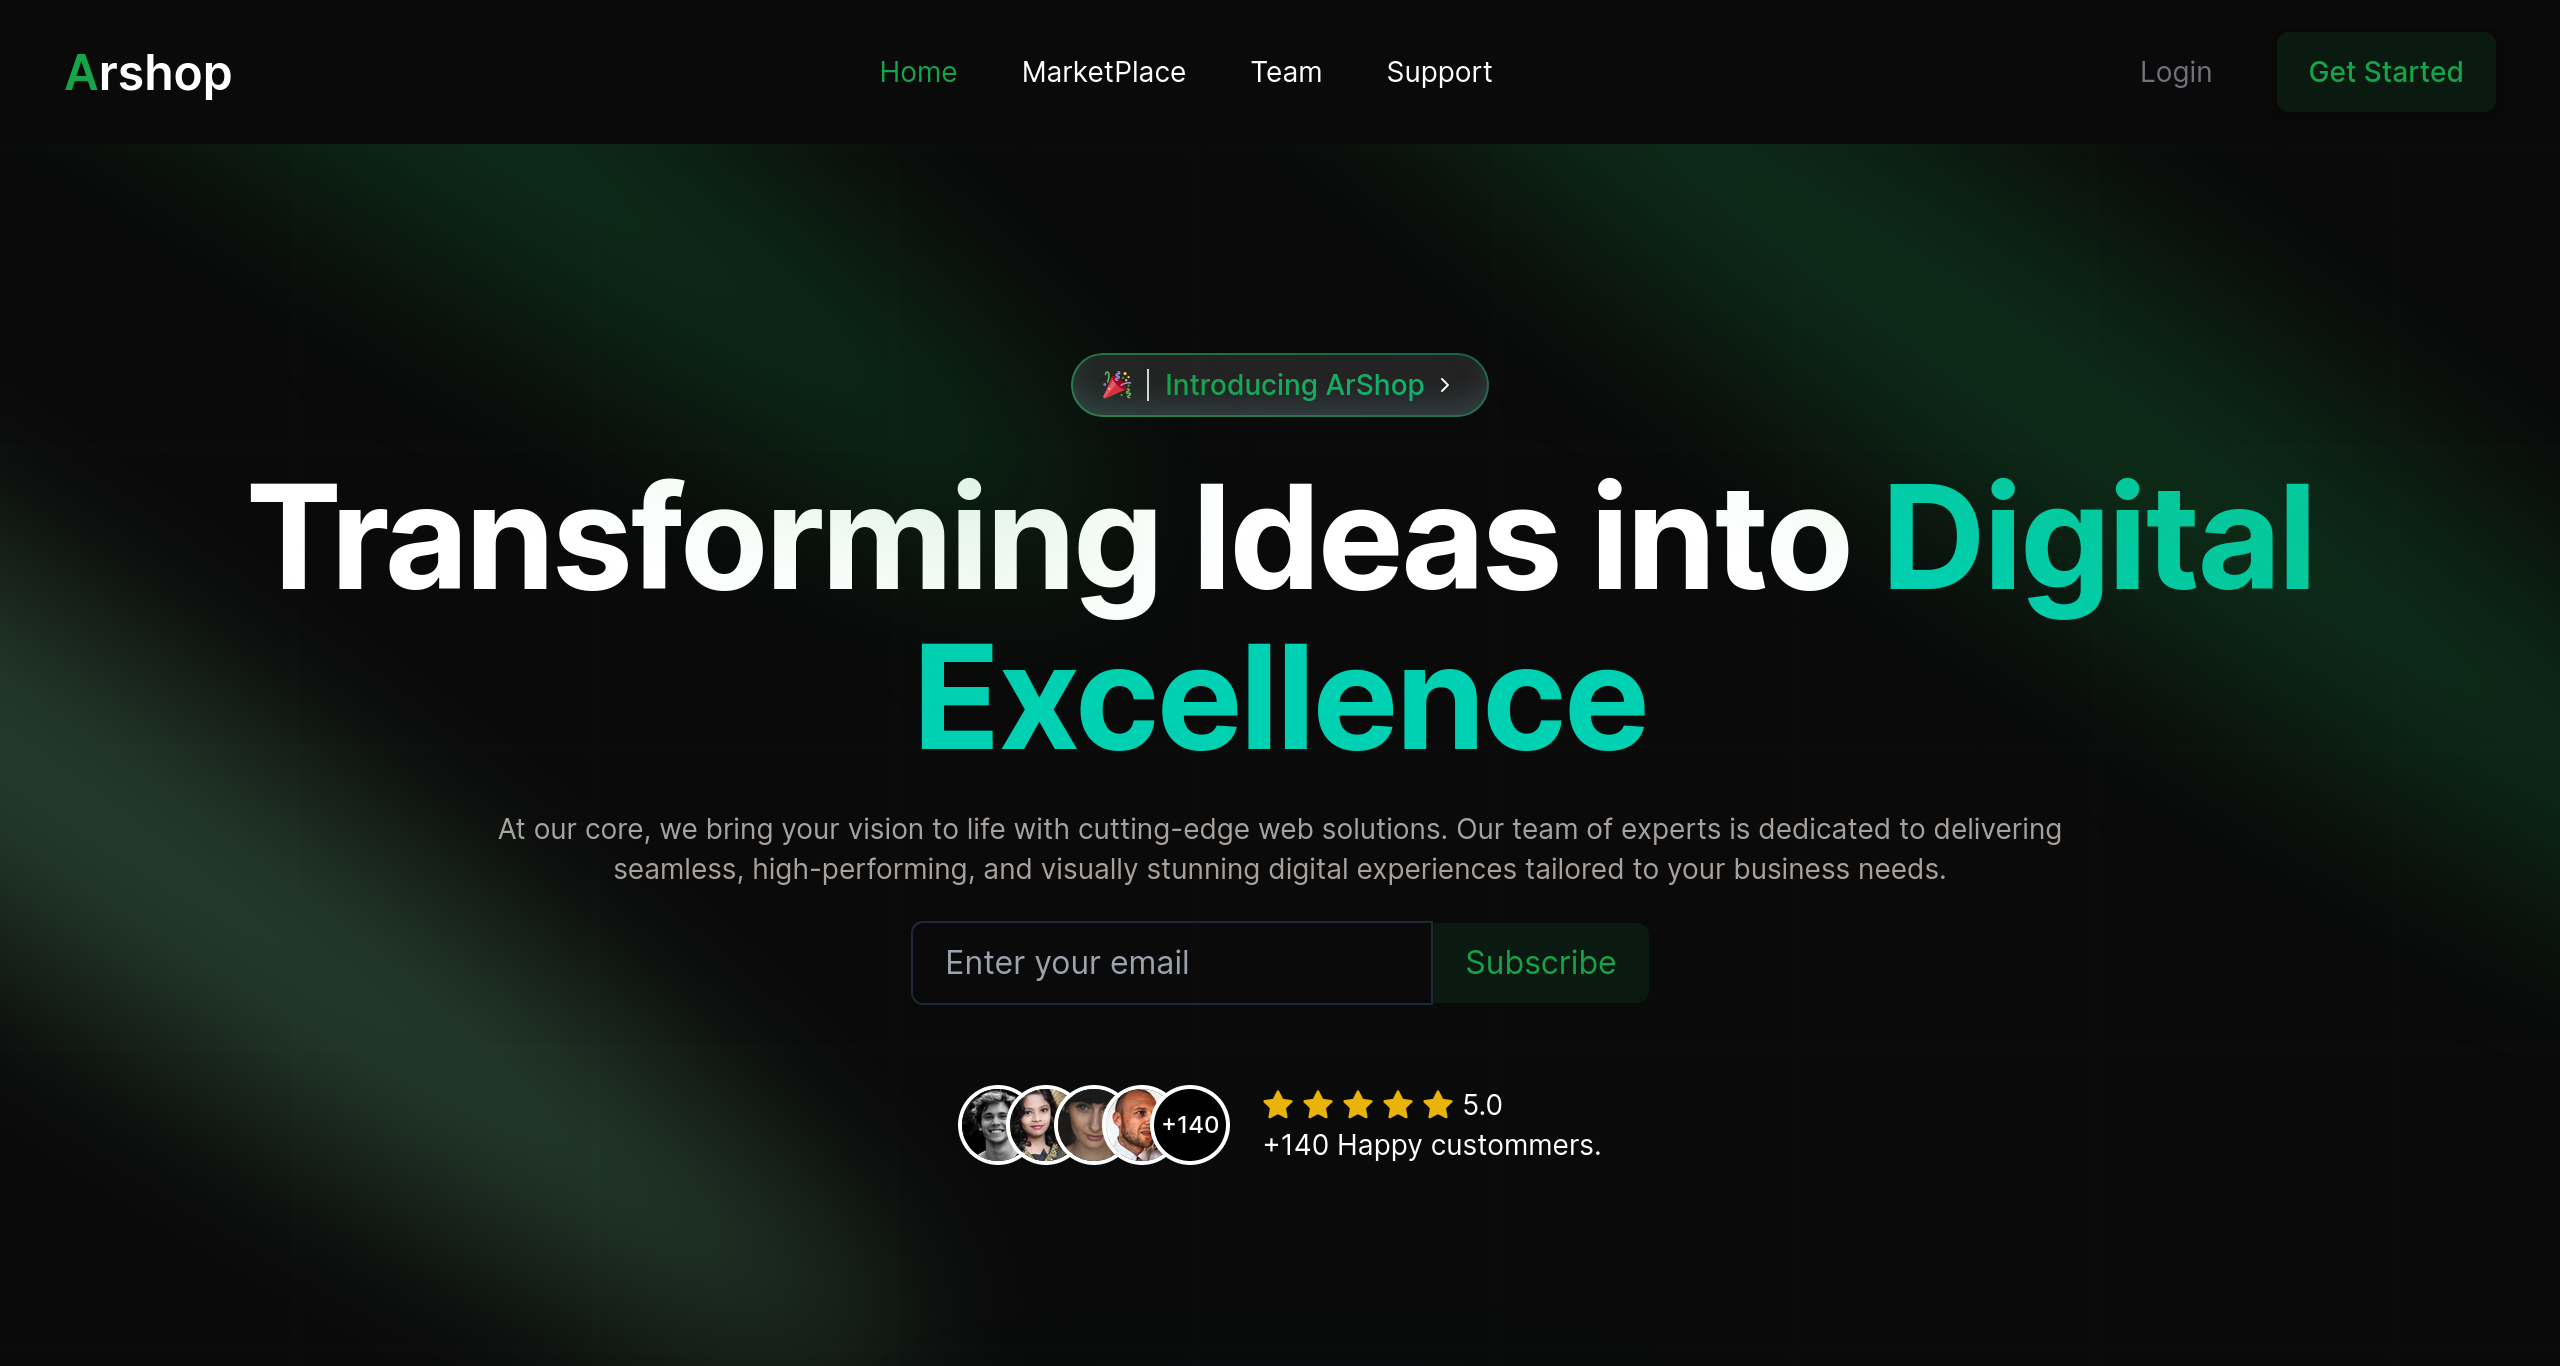 Arshop
Home MarketPlace Team Support
Login Get Started
🎉 | Introducing ArShop
Transforming Ideas into Digital
Excellence
At our core, we bring your vision to life with cutting-edge web solutions. Our team of experts is dedicated to delivering
seamless, high-performing, and visually stunning digital experiences tailored to your business needs.
Enter your email Subscribe
+140
5.0
+140 Happy custommers.